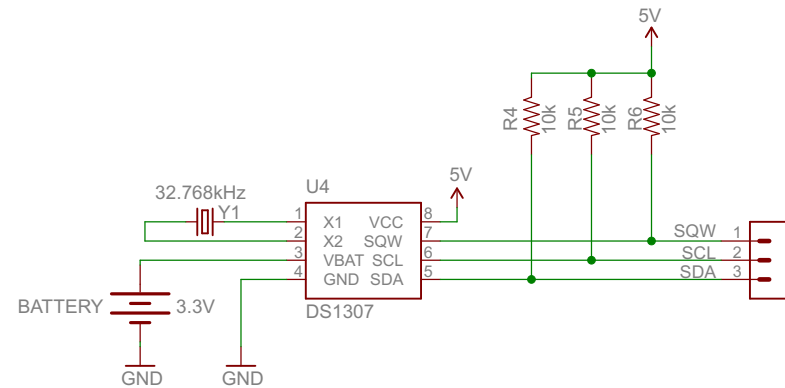 5V
R4
10k
R5
10k
R6
10k
5V
32.768kHz
Y1
U4
1 X1 VCC 8
2 X2 SQW 7
3 VBAT SCL 6
4 GND SDA 5
DS1307
SQW 1
SCL 2
SDA 3
BATTERY 3.3V
GND GND